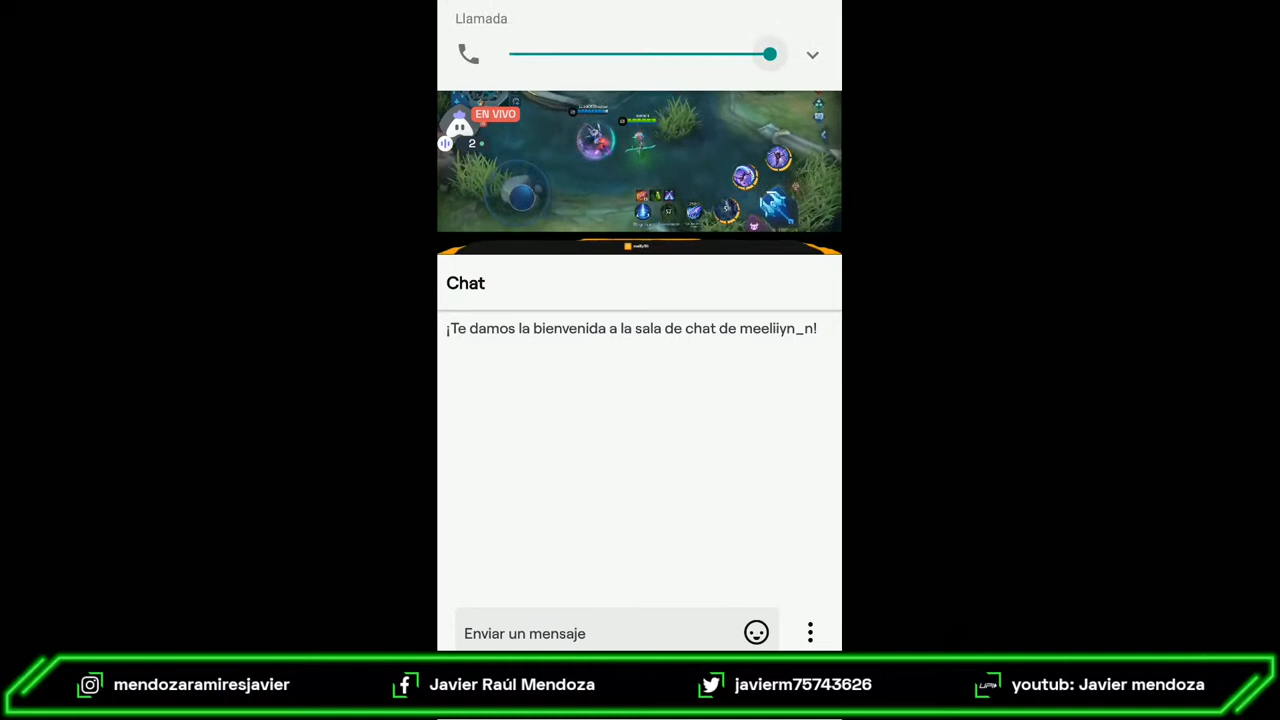 Llamada
EN VIVO
2
Chat
¡Te damos la bienvenida a la sala de chat de meeliiyn_n!
Enviar un mensaje
mendozaramiresjavier
Javier Raúl Mendoza
javierm75743626
youtub: Javier mendoza